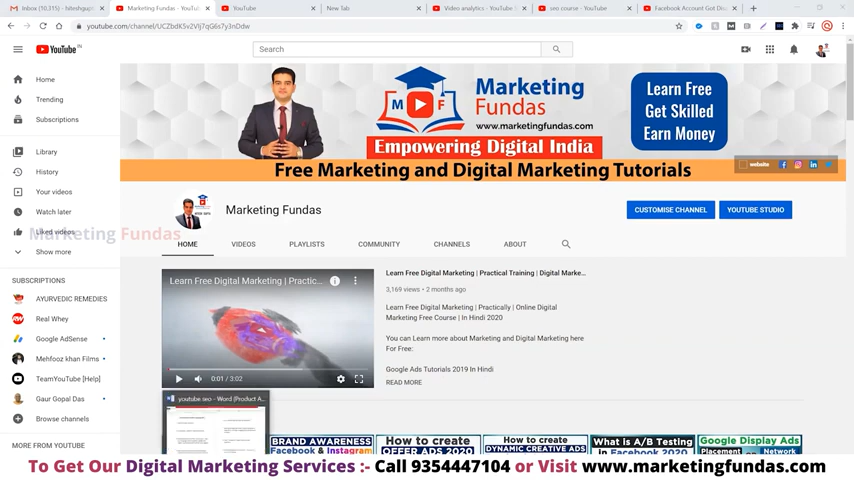 Inbox (10,315) - hiteshgupt
Marketing Fundas - YouTub
YouTube
New Tab
Video analytics - YouTube S
seo course - YouTube
Facebook Account Got Dis
youtube.com/channel/UCZbdKSv2VIj7qG6s7y3nDdw
YouTube IN
Search
Home
Trending
Subscriptions
Library
History
Your videos
Watch later
Liked videos
Show more
SUBSCRIPTIONS
AYURVEDIC REMEDIES
Real Whey
Google AdSense
Mehfooz khan Films
TeamYouTube [Help]
Gaur Gopal Das
Browse channels
MORE FROM YOUTUBE
Marketing Fundas
M F
Marketing
Fundas
www.marketingfundas.com
Empowering Digital India
Learn Free
Get Skilled
Earn Money
Free Marketing and Digital Marketing Tutorials
website
Marketing Fundas
CUSTOMISE CHANNEL
YOUTUBE STUDIO
HOME
VIDEOS
PLAYLISTS
COMMUNITY
CHANNELS
ABOUT
Learn Free Digital Marketing | Practic...
0:01 / 3:02
Learn Free Digital Marketing | Practical Training | Digital Marke...
3,169 views • 2 months ago
Learn Free Digital Marketing | Practically | Online Digital
Marketing Free Course | In Hindi 2020
You can Learn more about Marketing and Digital Marketing here
For Free:
Google Ads Tutorials 2019 In Hindi
READ MORE
youtube seo - Word (Product A...
BRAND AWARENESS
Facebook & Instagram
How to create
OFFER ADS 2020
How to create
DYNAMIC CREATIVE ADS
What is A/B Testing
in Facebook 2020
Google Display Ads
Placement on Network
To Get Our Digital Marketing Services :- Call 9354447104 or Visit www.marketingfundas.com